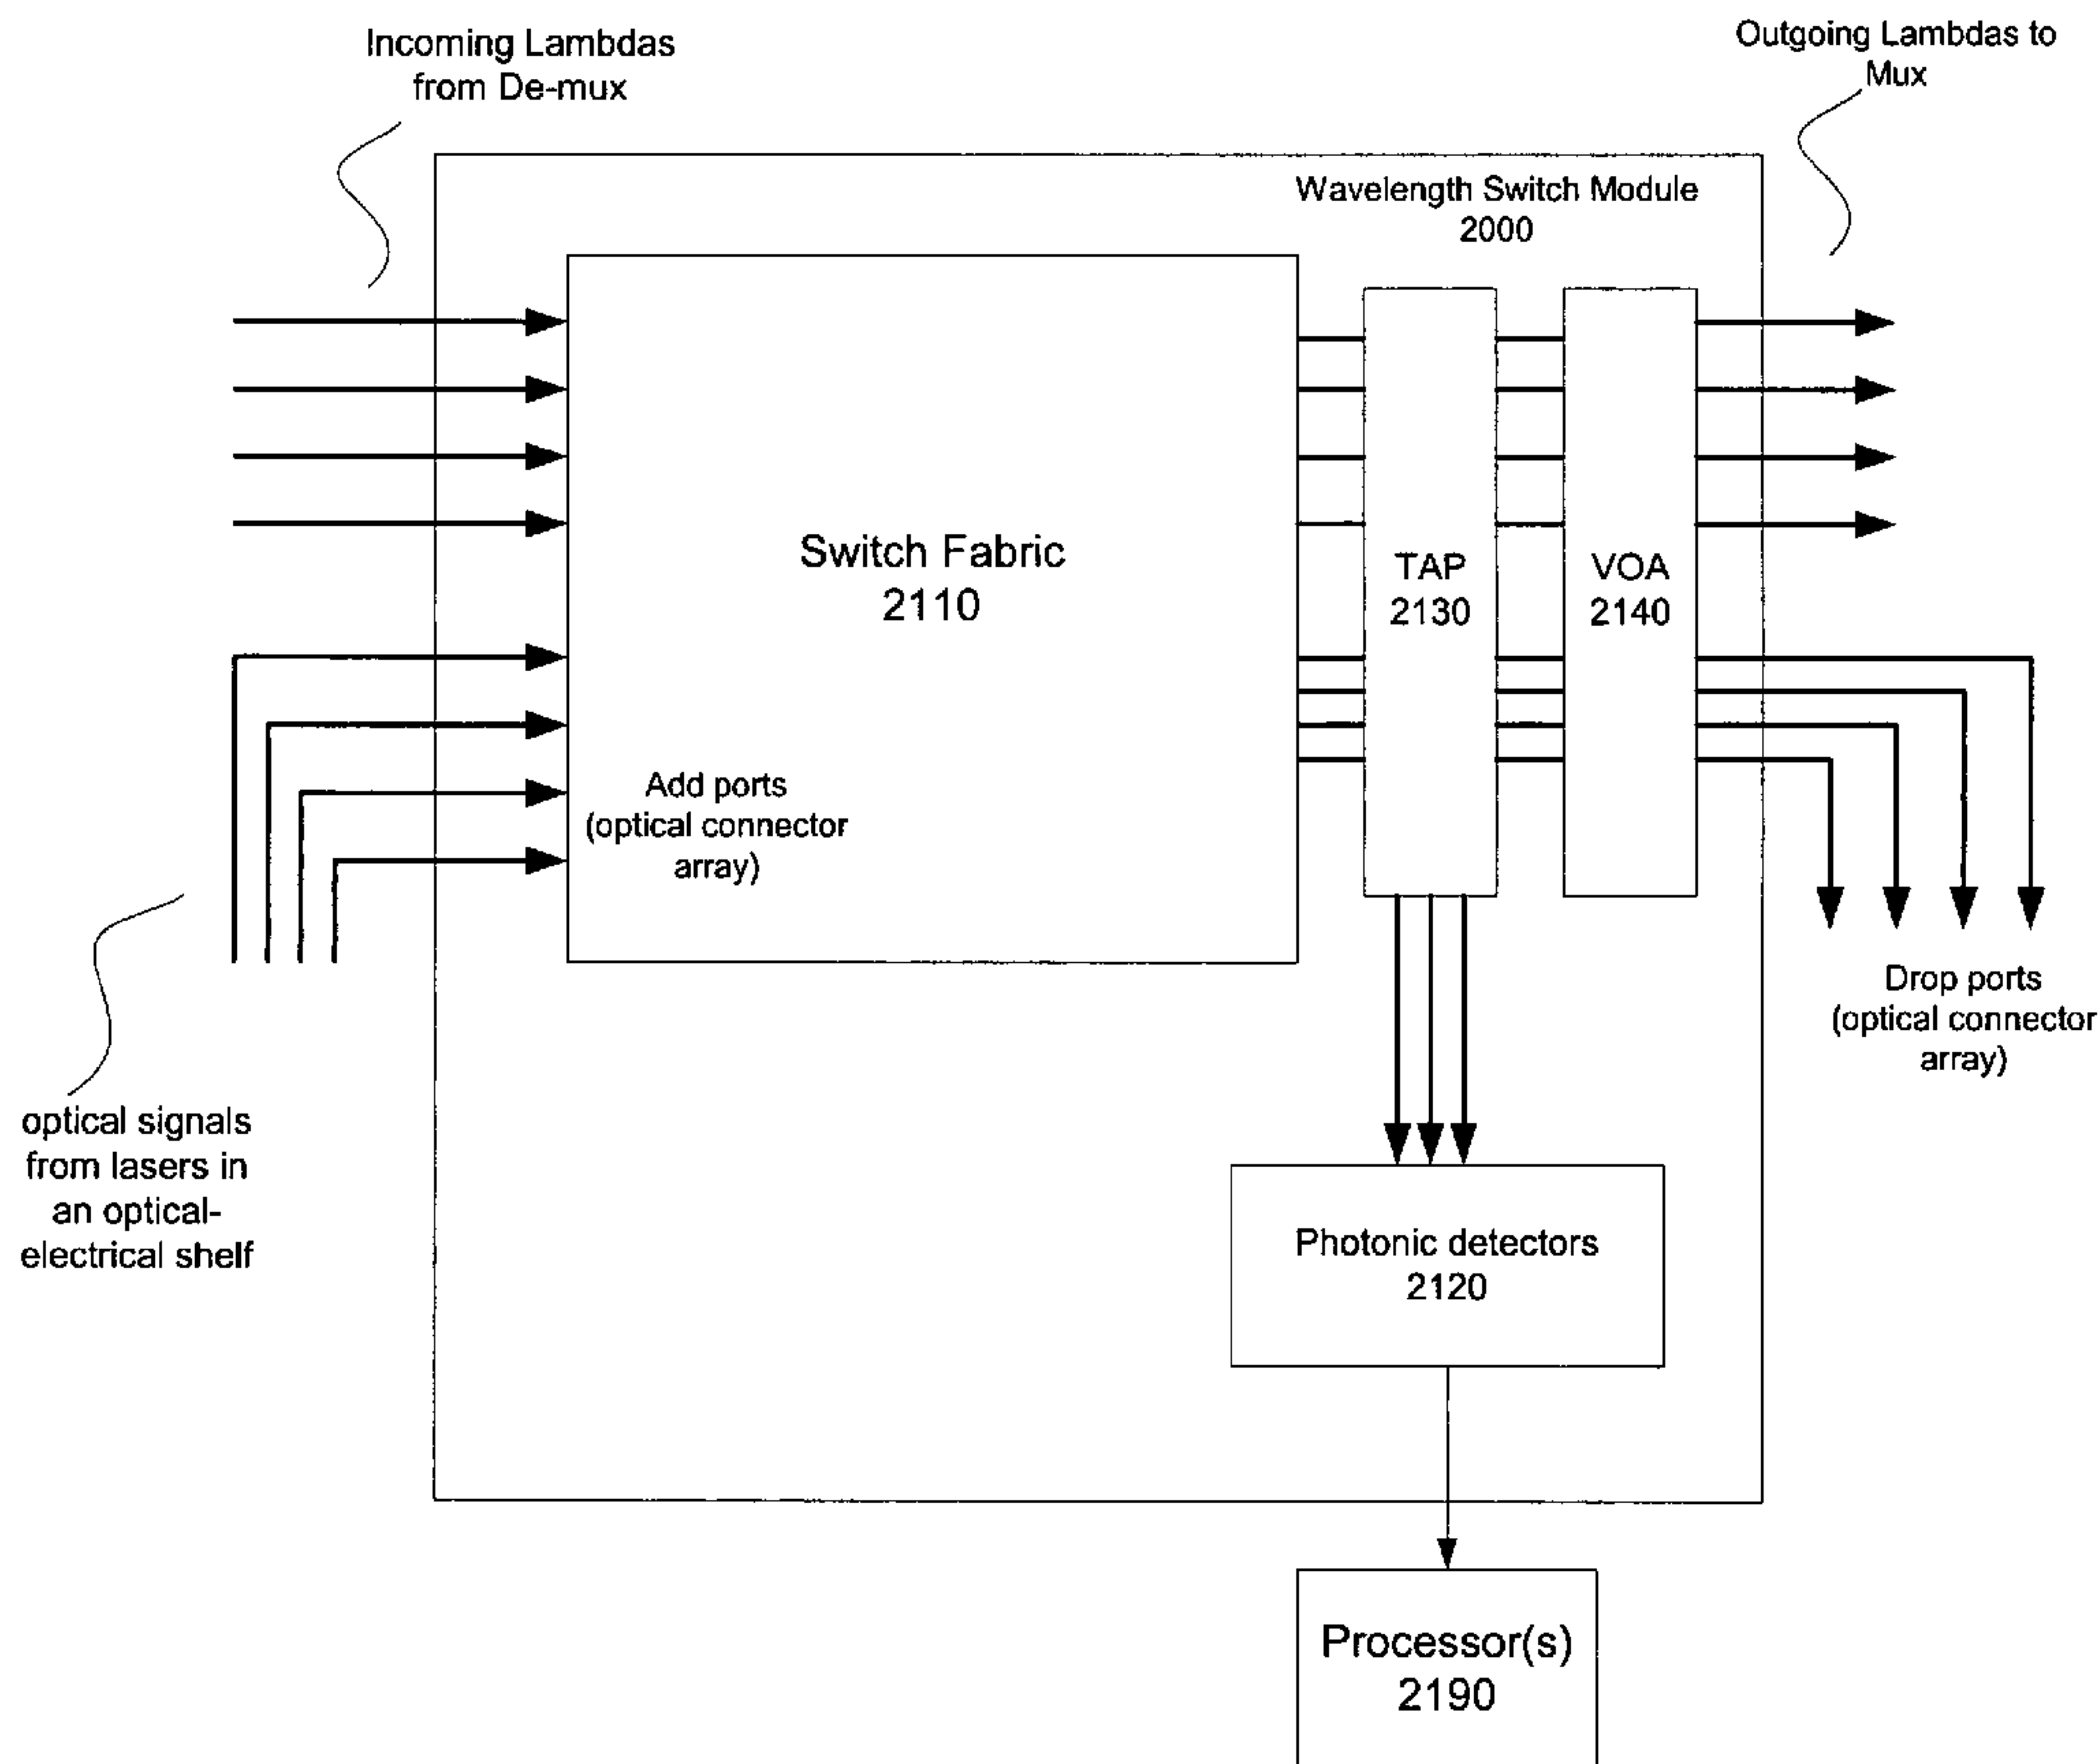 Incoming Lambdas
from De-mux
Outgoing Lambdas to
Mux
Wavelength Switch Module
2000
Switch Fabric
2110
TAP
2130
VOA
2140
Add ports
(optical connector
array)
Drop ports
(optical connector
array)
optical signals
from lasers in
an optical-
electrical shelf
Photonic detectors
2120
Processor(s)
2190